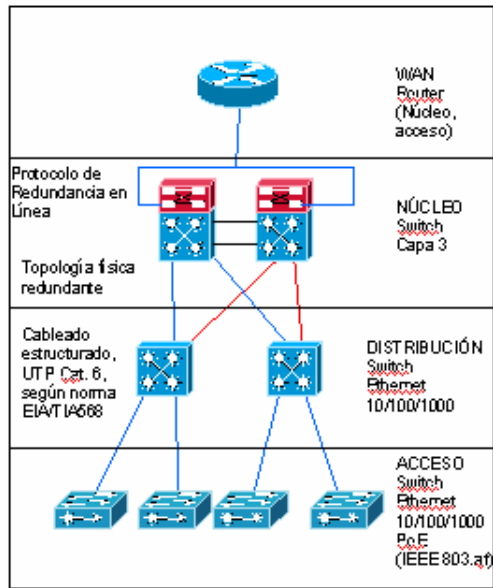 WAN
Router
(Núcleo,
acceso)
Protocolo de
Redundancia en
Línea
NÚCLEO
Switch
Capa 3
Topología física
redundante
Cableado
estructurado,
UTP Cat. 6,
según norma
EIA/TIA568
DISTRIBUCIÓN
Switch
Ethernet
10/100/1000
ACCESO
Switch
Ethernet
10/100/1000
PoE
(IEEE 803.af)